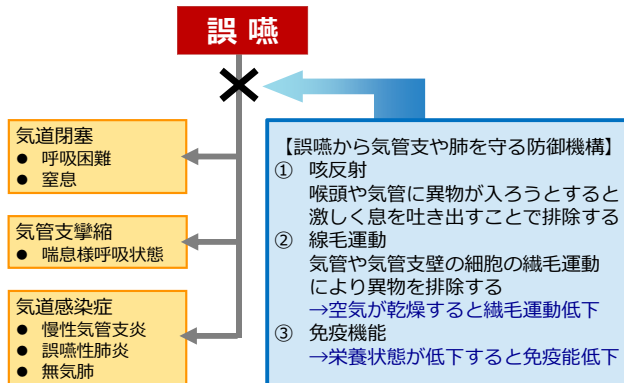 誤 嚥
気道閉塞
● 呼吸困難
● 窒息
気管支攣縮
● 喘息様呼吸状態
気道感染症
● 慢性気管支炎
● 誤嚥性肺炎
● 無気肺
【誤嚥から気管支や肺を守る防御機構】
① 咳反射
喉頭や気管に異物が入ろうとすると
激しく息を吐き出すことで排除する
② 線毛運動
気管や気管支壁の細胞の繊毛運動
により異物を排除する
→空気が乾燥すると繊毛運動低下
③ 免疫機能
→栄養状態が低下すると免疫能低下